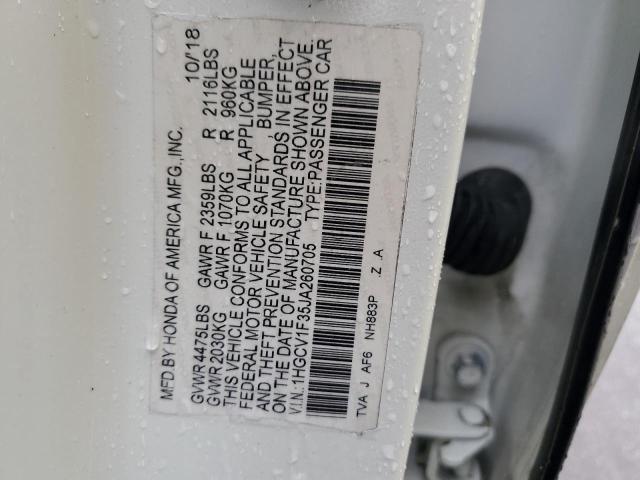 MFD BY HONDA OF AMERICA MFG., INC. 10/18
GVWR 4475LBS GAWR F 2359LBS R 2116LBS
GVWR 2030KG GAWR F 1070KG R 960KG
THIS VEHICLE CONFORMS TO ALL APPLICABLE
FEDERAL MOTOR VEHICLE SAFETY , BUMPER,
AND THEFT PREVENTION STANDARDS IN EFFECT
ON THE DATE OF MANUFACTURE SHOWN ABOVE.
V.I.N.:1HGCV1F35JA260705 TYPE:PASSENGER CAR
TVA J AF6 NH883P .Z .A